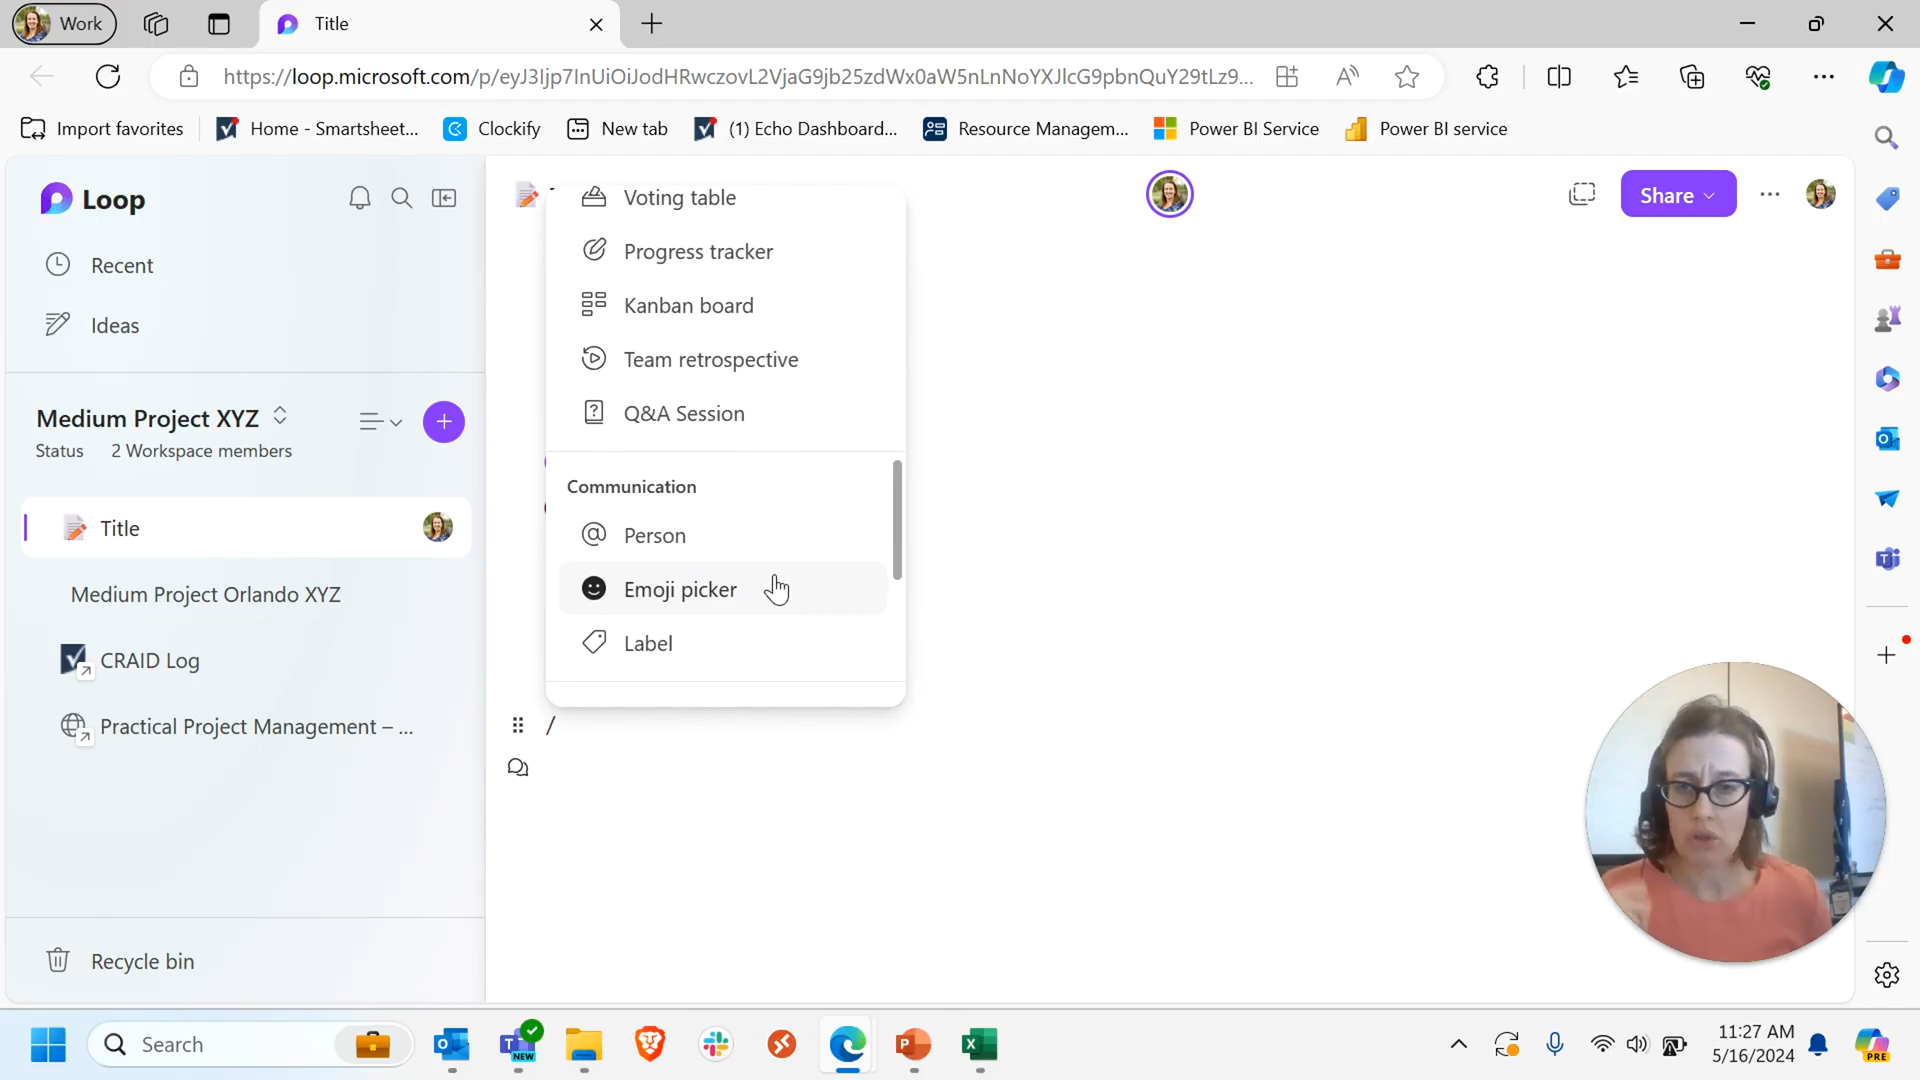 Work
Title
https://loop.microsoft.com/p/eyJ3Ijp7InUiOiJodHRwczovL2VjaG9jb25zdWx0aW5nLnNoYXJlcG9pbnQuY29tLz9...
Import favorites
Home - Smartsheet...
Clockify
New tab
(1) Echo Dashboard...
Resource Managem...
Power BI Service
Power BI service
Loop
Recent
Ideas
Medium Project XYZ
Status 2 Workspace members
Title
Medium Project Orlando XYZ
CRAID Log
Practical Project Management – ...
Recycle bin
Voting table
Progress tracker
Kanban board
Team retrospective
Q&A Session
Communication
Person
Emoji picker
Label
/
Share
Search
NEW
11:27 AM
5/16/2024
PRE